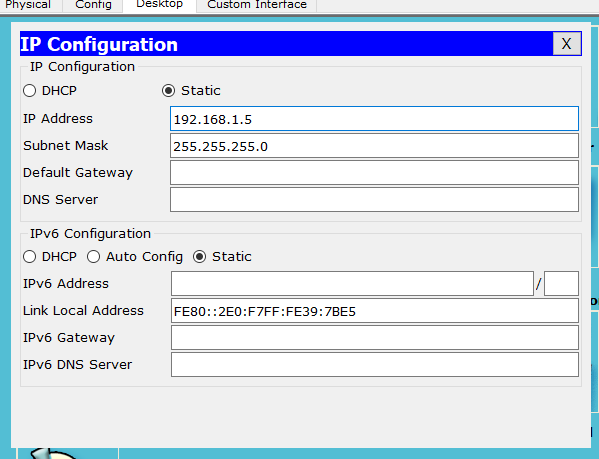 Physical Config Desktop Custom Interface
IP Configuration X
IP Configuration
DHCP Static
IP Address 192.168.1.5
Subnet Mask 255.255.255.0
Default Gateway
DNS Server
IPv6 Configuration
DHCP Auto Config Static
IPv6 Address /
Link Local Address FE80::2E0:F7FF:FE39:7BE5
IPv6 Gateway
IPv6 DNS Server